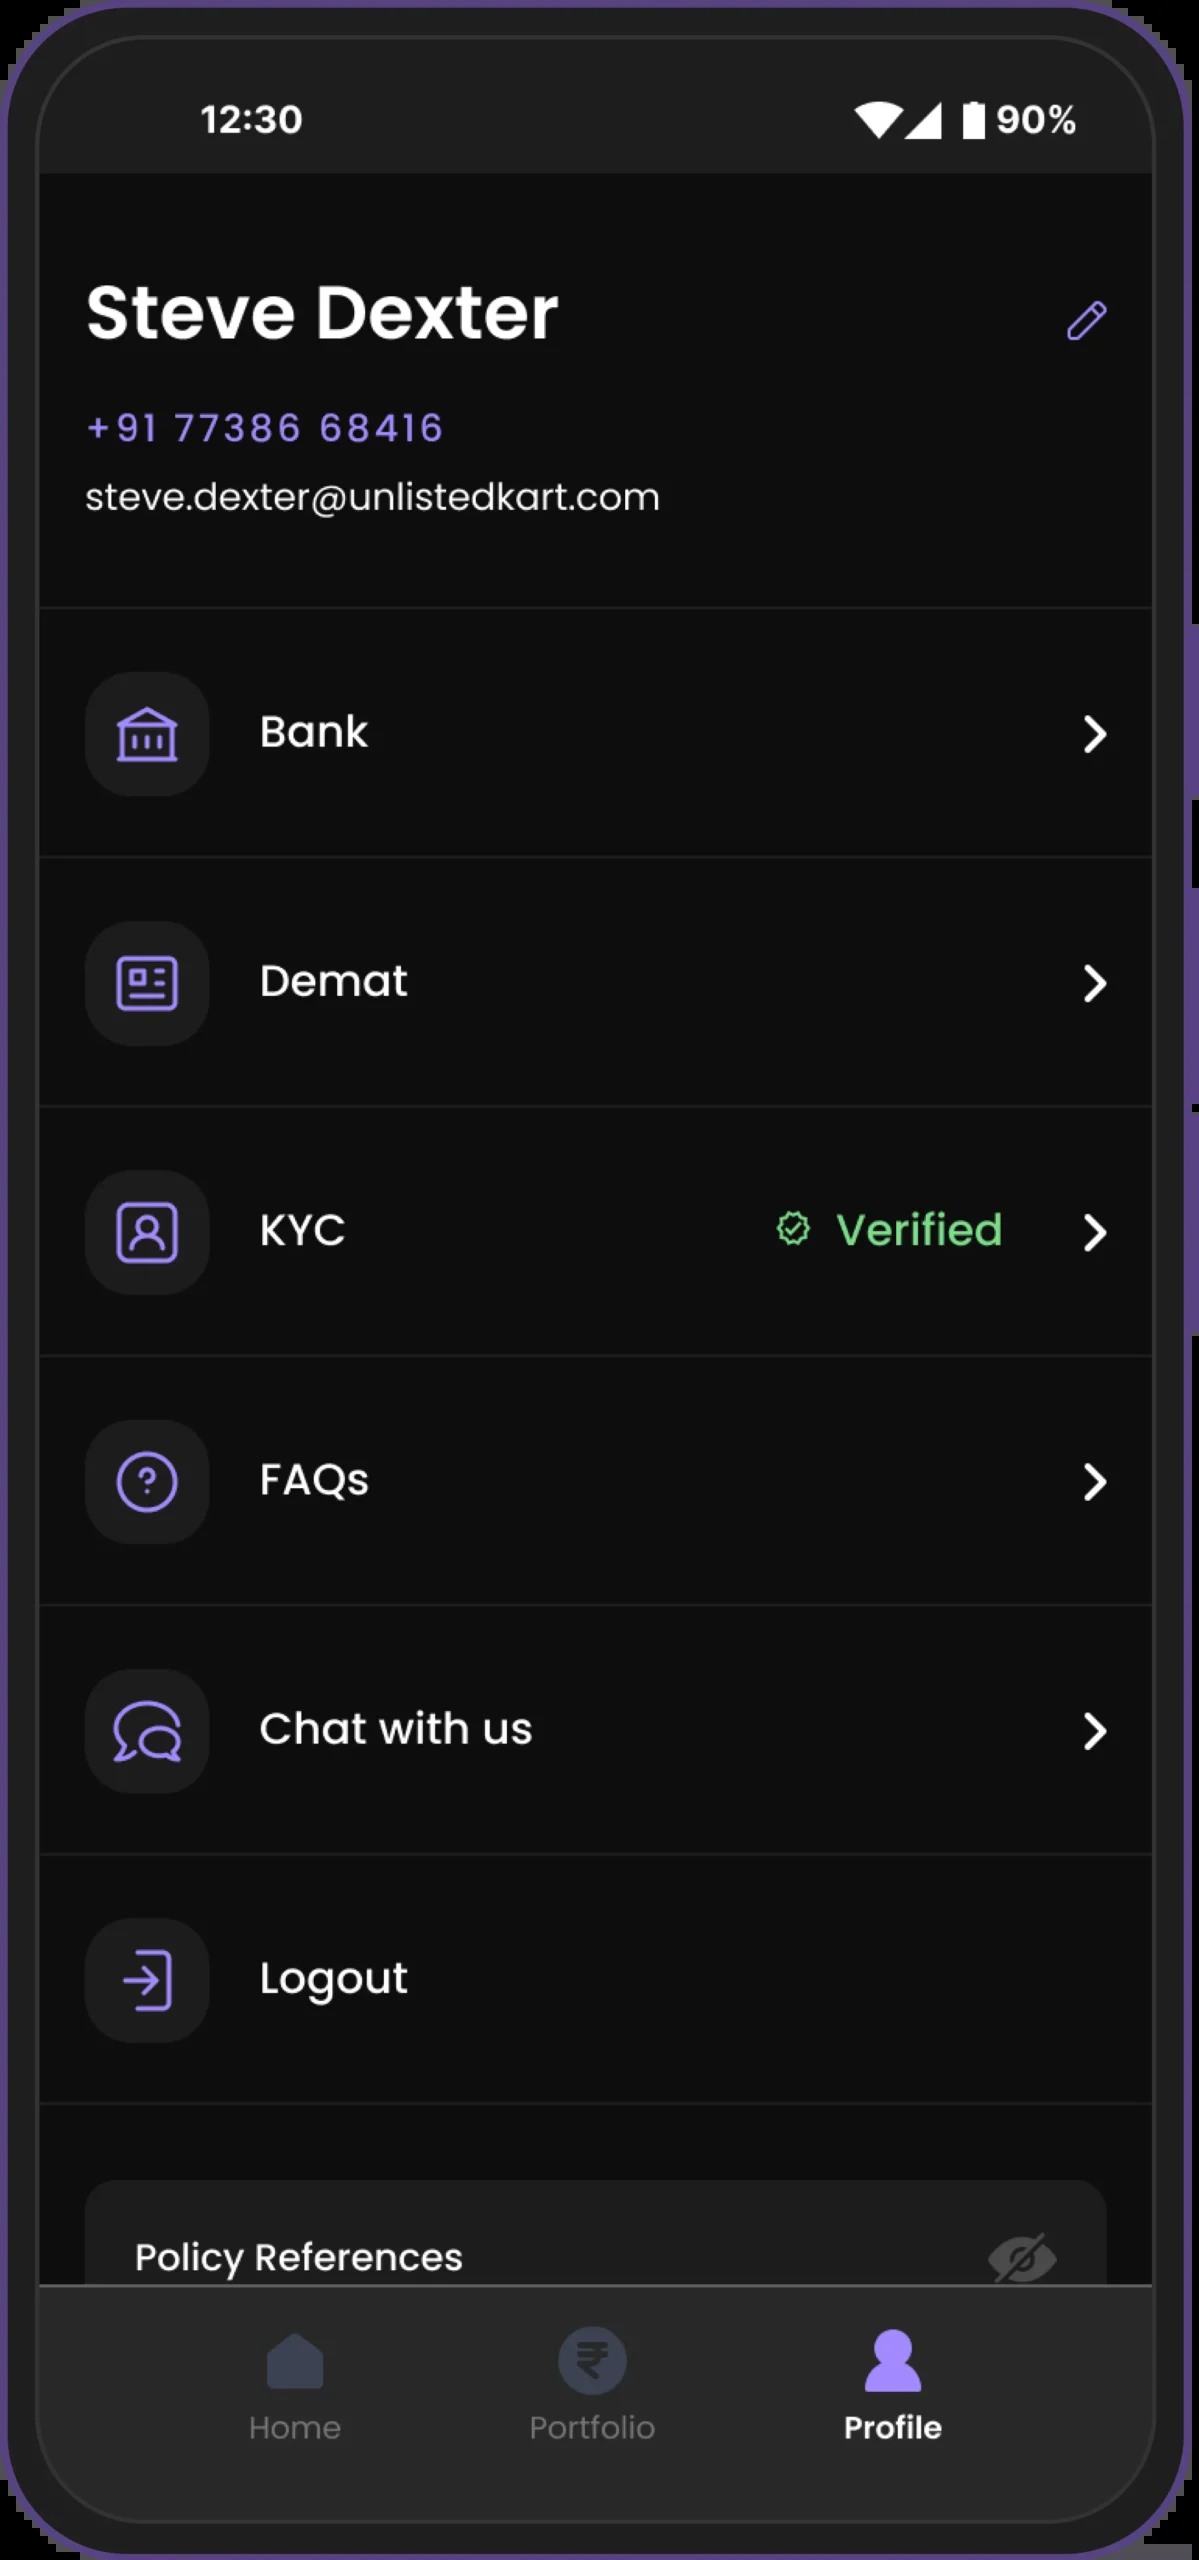 12:30 90%
Steve Dexter
+91 77386 68416
steve.dexter@unlistedkart.com
Bank
Demat
KYC Verified
FAQs
Chat with us
Logout
Policy References
Home Portfolio Profile